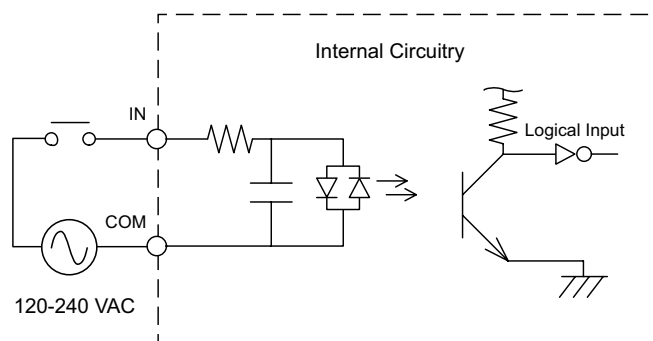 Internal Circuitry
IN
Logical Input
COM
120-240 VAC